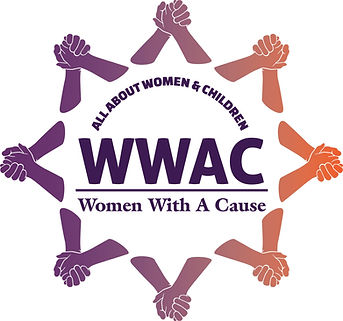 ALL ABOUT WOMEN & CHILDREN
WWAC
Women With A Cause